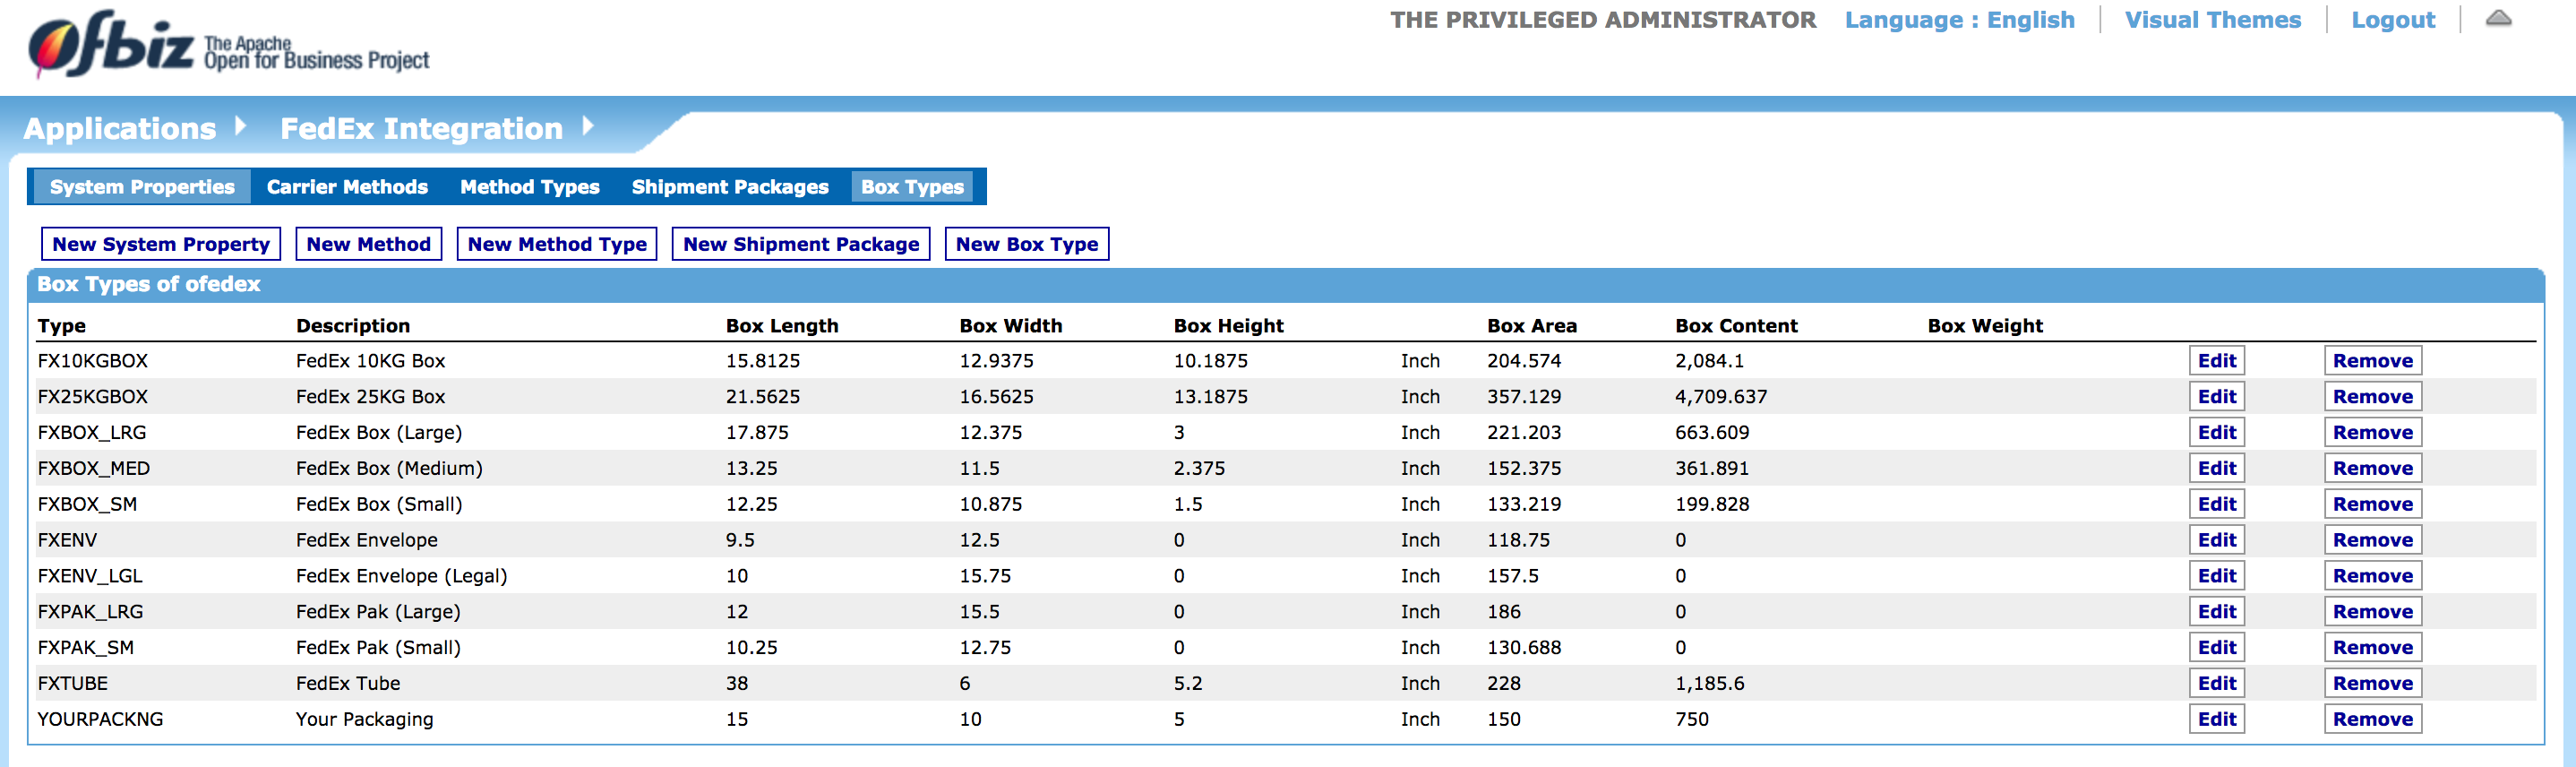 Ofbiz The Apache
Open for Business Project
THE PRIVILEGED ADMINISTRATOR Language : English Visual Themes Logout
Applications FedEx Integration
System Properties Carrier Methods Method Types Shipment Packages Box Types
New System Property New Method New Method Type New Shipment Package New Box Type
Box Types of ofedex
Type Description Box Length Box Width Box Height Box Area Box Content Box Weight
FX10KGBOX FedEx 10KG Box 15.8125 12.9375 10.1875 Inch 204.574 2,084.1 Edit Remove
FX25KGBOX FedEx 25KG Box 21.5625 16.5625 13.1875 Inch 357.129 4,709.637 Edit Remove
FXBOX_LRG FedEx Box (Large) 17.875 12.375 3 Inch 221.203 663.609 Edit Remove
FXBOX_MED FedEx Box (Medium) 13.25 11.5 2.375 Inch 152.375 361.891 Edit Remove
FXBOX_SM FedEx Box (Small) 12.25 10.875 1.5 Inch 133.219 199.828 Edit Remove
FXENV FedEx Envelope 9.5 12.5 0 Inch 118.75 0 Edit Remove
FXENV_LGL FedEx Envelope (Legal) 10 15.75 0 Inch 157.5 0 Edit Remove
FXPAK_LRG FedEx Pak (Large) 12 15.5 0 Inch 186 0 Edit Remove
FXPAK_SM FedEx Pak (Small) 10.25 12.75 0 Inch 130.688 0 Edit Remove
FXTUBE FedEx Tube 38 6 5.2 Inch 228 1,185.6 Edit Remove
YOURPACKNG Your Packaging 15 10 5 Inch 150 750 Edit Remove